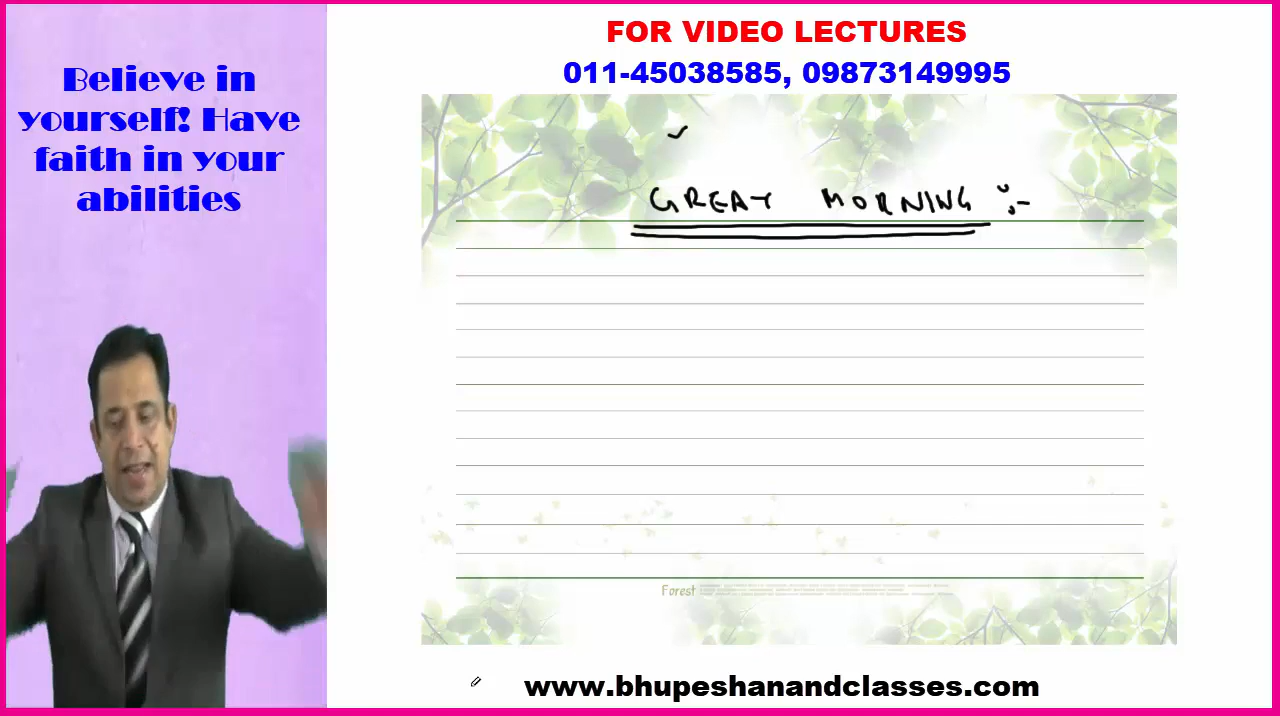 Believe in
yourself! Have
faith in your
abilities
FOR VIDEO LECTURES
011-45038585, 09873149995
GREAT MORNING :-
Forest
www.bhupeshanandclasses.com